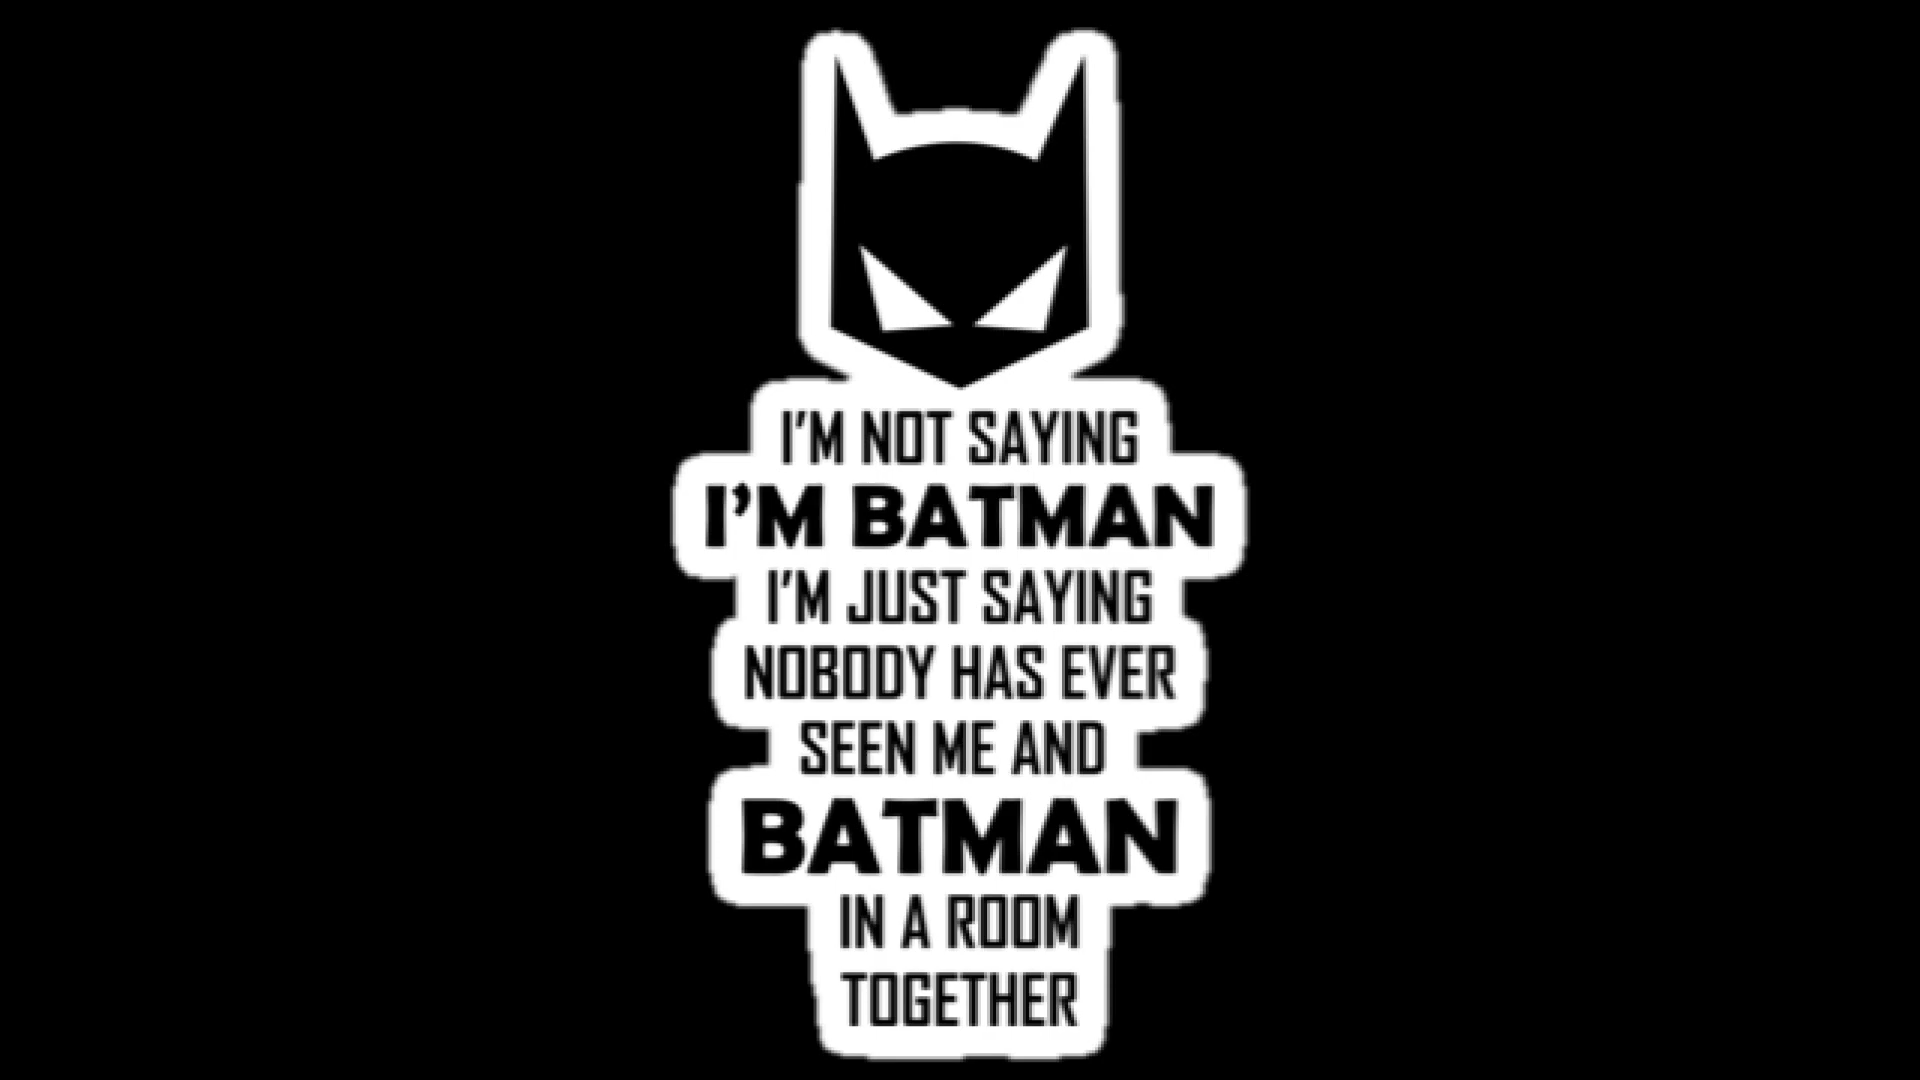 I'M NOT SAYING
I'M BATMAN
I'M JUST SAYING
NOBODY HAS EVER
SEEN ME AND
BATMAN
IN A ROOM
TOGETHER